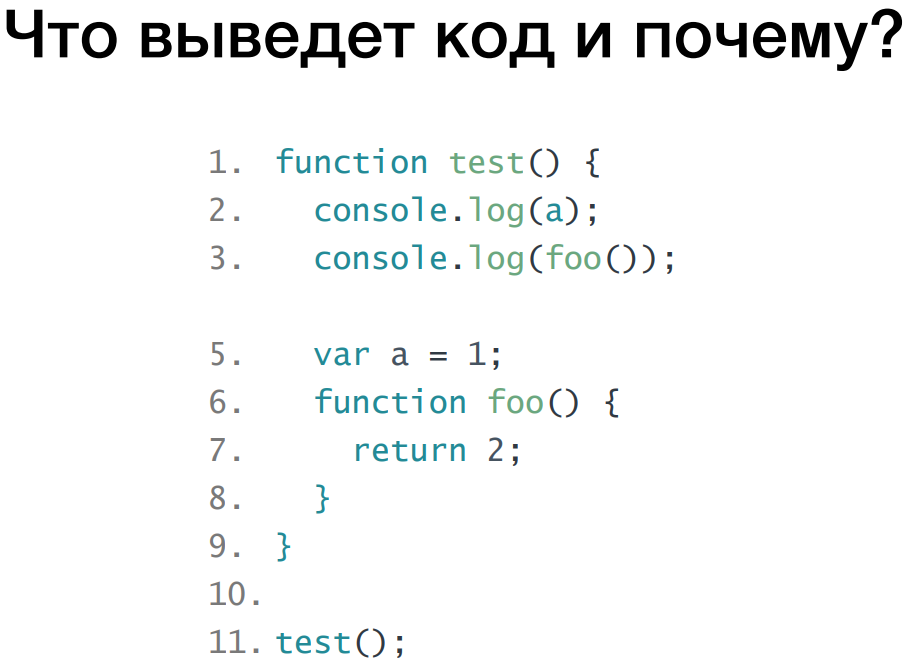 Что выведет код и почему?
1. function test() {
2. console.log(a);
3. console.log(foo());
5. var a = 1;
6. function foo() {
7. return 2;
8. }
9. }
10.
11. test();